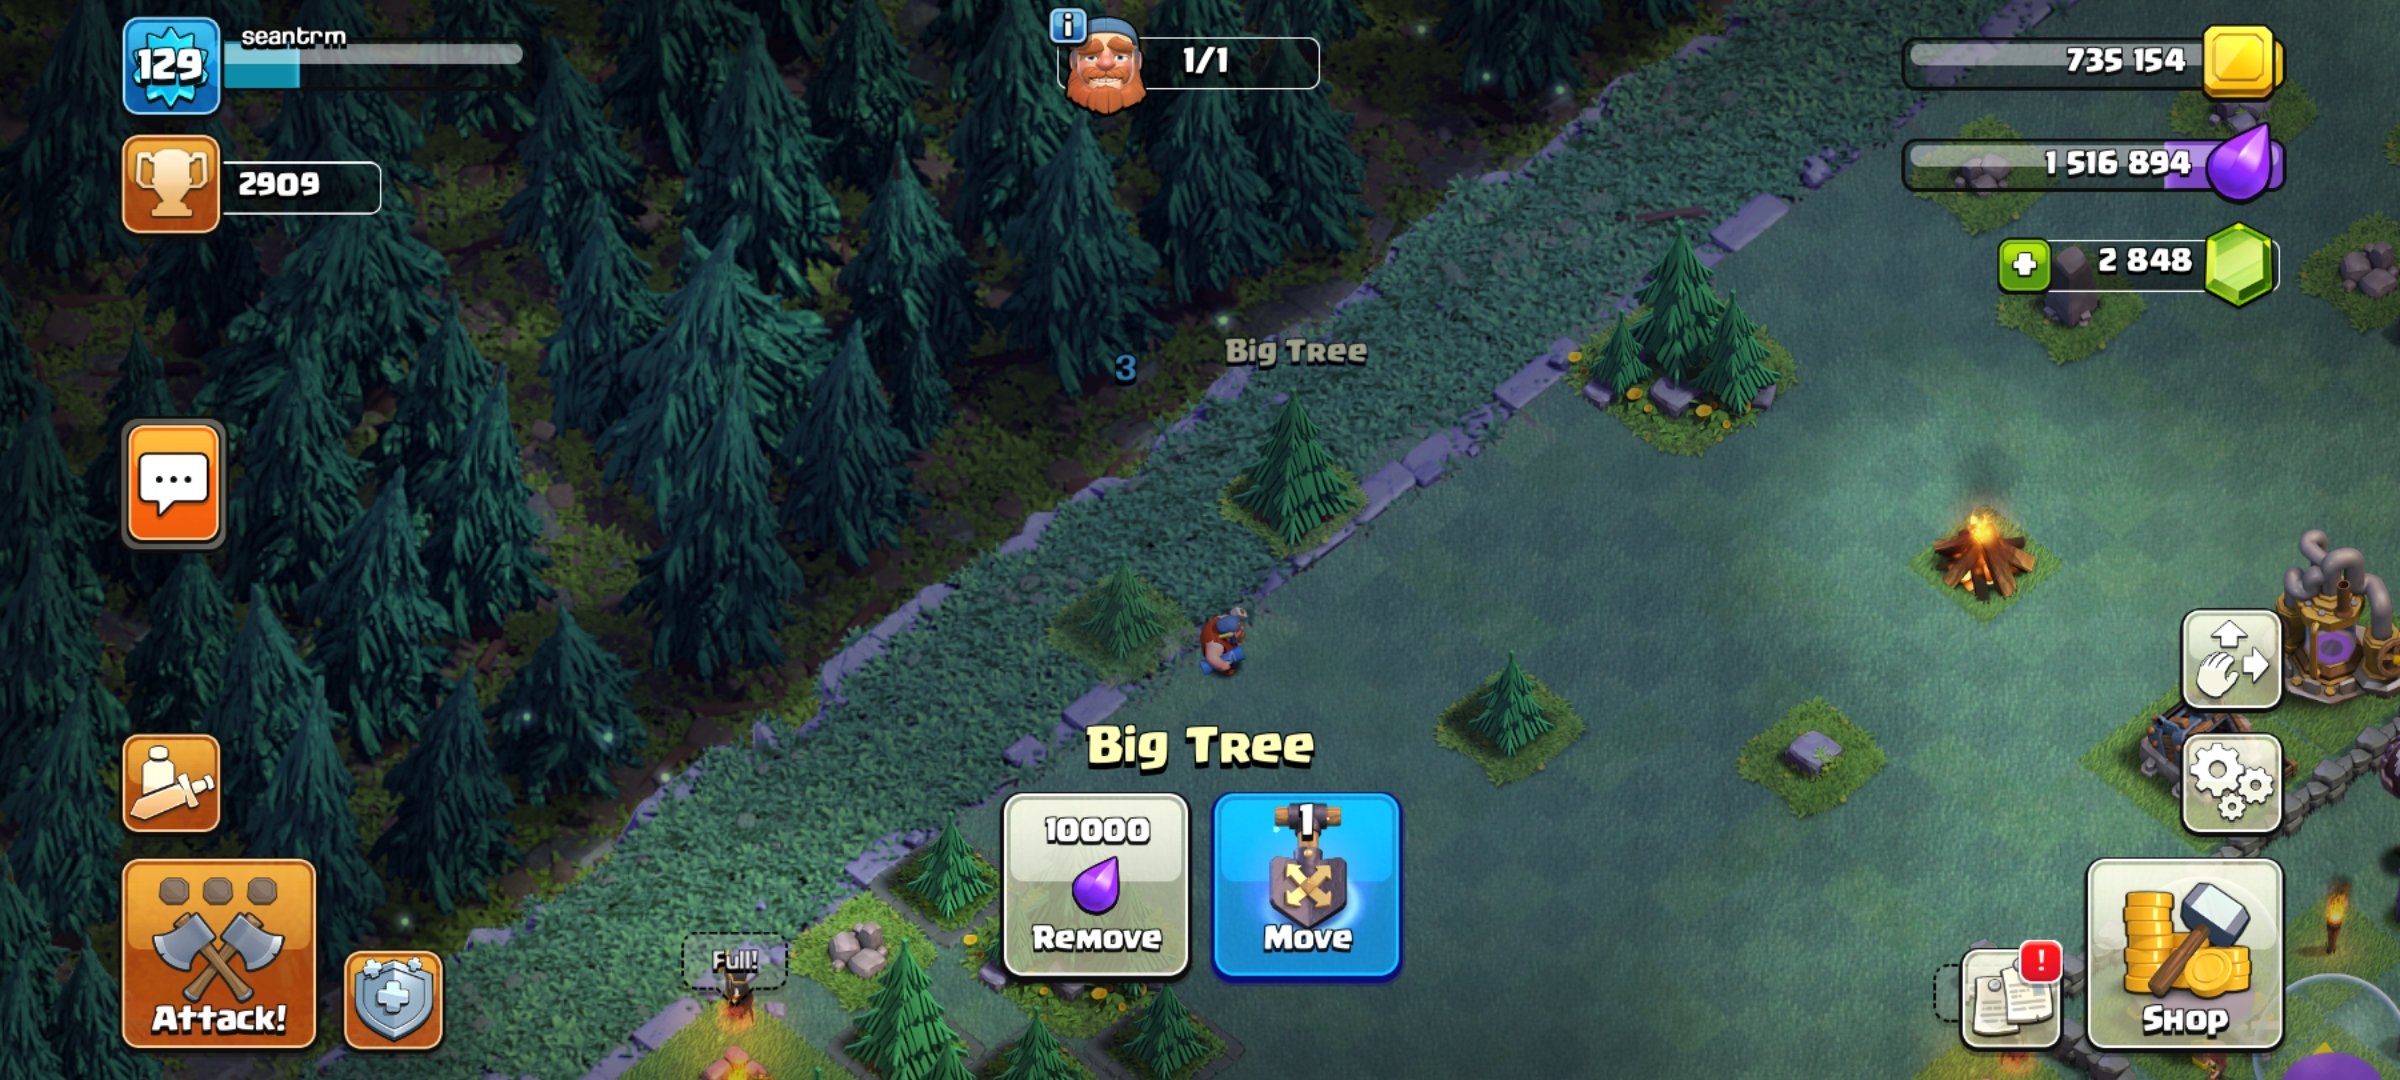 129
seantrm
1/1
735 154
1 516 894
2909
2 848
Big Tree
3
Big Tree
10000
Remove
1
Move
Full!
Attack!
!
Shop